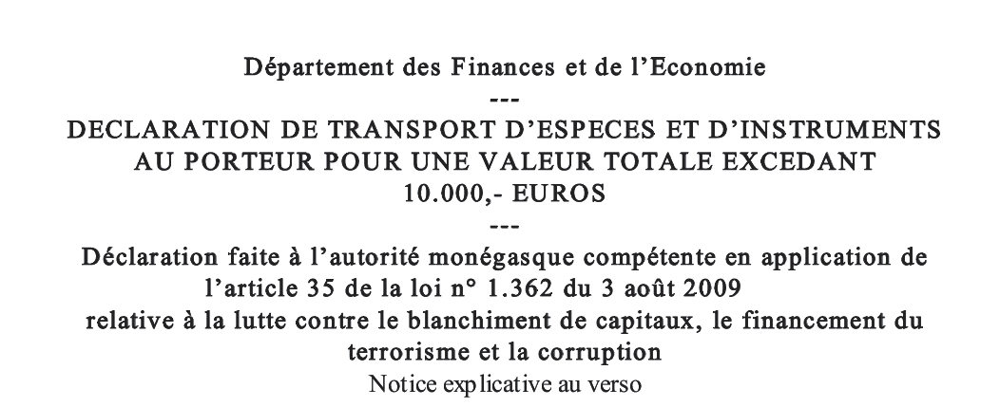 Département des Finances et de l’Economie
---
DECLARATION DE TRANSPORT D’ESPECES ET D’INSTRUMENTS
AU PORTEUR POUR UNE VALEUR TOTALE EXCEDANT
10.000,- EUROS
---
Déclaration faite à l’autorité monégasque compétente en application de
l’article 35 de la loi n° 1.362 du 3 août 2009
relative à la lutte contre le blanchiment de capitaux, le financement du
terrorisme et la corruption
Notice explicative au verso